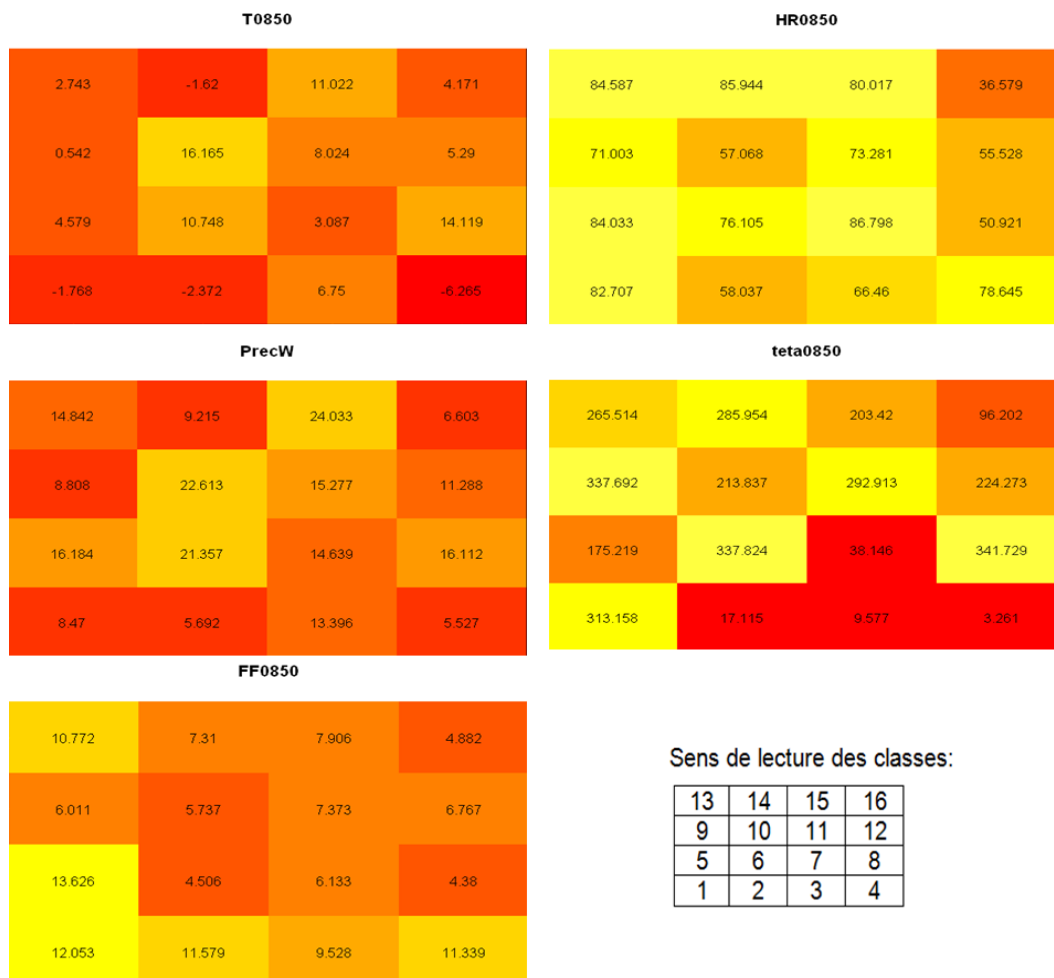 T0850
2.743 -1.62 11.022 4.171
0.542 16.165 8.024 5.29
4.579 10.748 3.087 14.119
-1.768 -2.372 6.75 -6.265
HR0850
84.587 85.944 80.017 36.579
71.003 57.068 73.281 55.528
84.033 76.105 86.798 50.921
82.707 58.037 66.46 78.645
PrecW
14.842 9.215 24.033 6.603
8.808 22.613 15.277 11.288
16.184 21.357 14.639 16.112
8.47 5.692 13.396 5.527
teta0850
265.514 285.954 203.42 96.202
337.692 213.837 292.913 224.273
175.219 337.824 38.146 341.729
313.158 17.115 9.577 3.261
FF0850
10.772 7.31 7.906 4.882
6.011 5.737 7.373 6.767
13.626 4.506 6.133 4.38
12.053 11.579 9.528 11.339
Sens de lecture des classes:
13 14 15 16
9 10 11 12
5 6 7 8
1 2 3 4